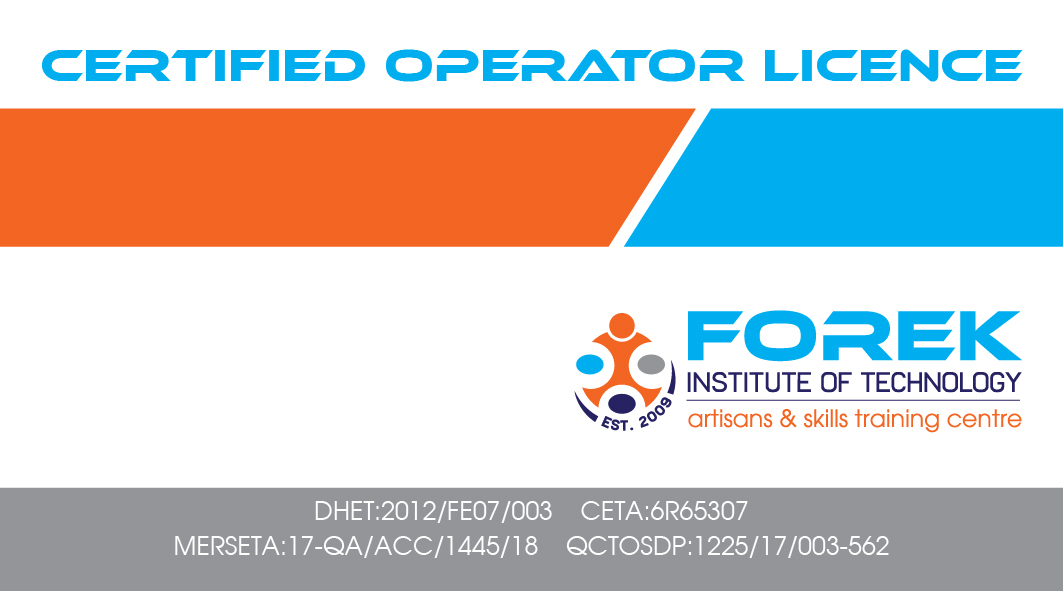 CERTIFIED OPERATOR LICENCE
FOREK
INSTITUTE OF TECHNOLOGY
artisans & skills training centre
EST. 2009
DHET:2012/FE07/003 CETA:6R65307
MERSETA:17-QA/ACC/1445/18 QCTOSDP:1225/17/003-562